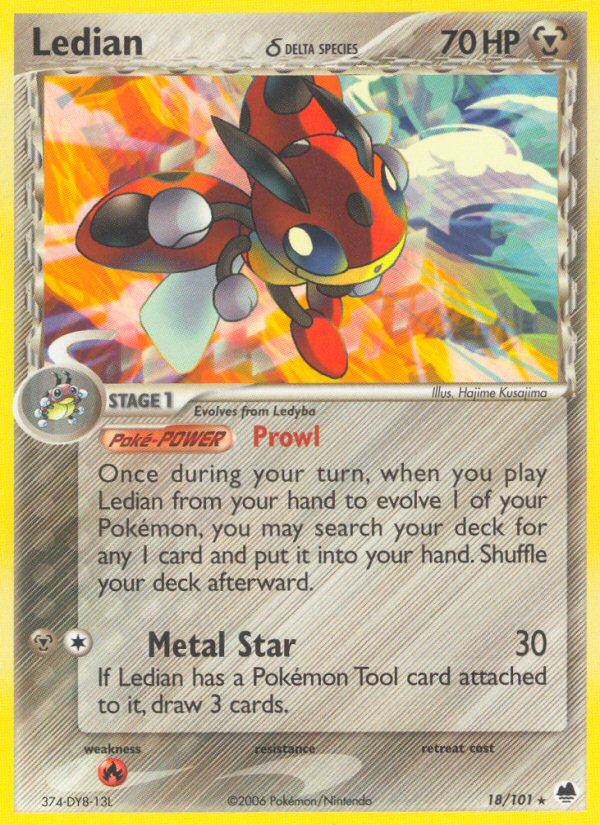 Ledian δ DELTA SPECIES 70 HP
Illus. Hajime Kusajima
STAGE 1
Evolves from Ledyba
Poké-POWER Prowl
Once during your turn, when you play
Ledian from your hand to evolve 1 of your
Pokémon, you may search your deck for
any 1 card and put it into your hand. Shuffle
your deck afterward.
Metal Star 30
If Ledian has a Pokémon Tool card attached
to it, draw 3 cards.
weakness resistance retreat cost
374-DY8-13L ©2006 Pokémon/Nintendo 18/101 ★